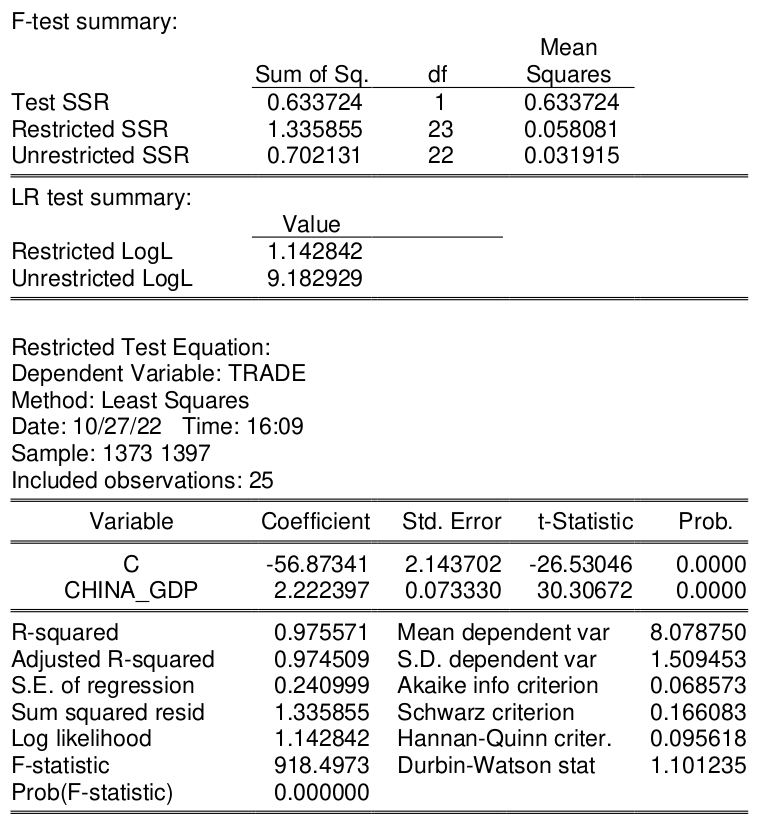 F-test summary:
Mean
Sum of Sq. df Squares
Test SSR 0.633724 1 0.633724
Restricted SSR 1.335855 23 0.058081
Unrestricted SSR 0.702131 22 0.031915
LR test summary:
Value
Restricted LogL 1.142842
Unrestricted LogL 9.182929
Restricted Test Equation:
Dependent Variable: TRADE
Method: Least Squares
Date: 10/27/22 Time: 16:09
Sample: 1373 1397
Included observations: 25
Variable Coefficient Std. Error t-Statistic Prob.
C -56.87341 2.143702 -26.53046 0.0000
CHINA_GDP 2.222397 0.073330 30.30672 0.0000
R-squared 0.975571 Mean dependent var 8.078750
Adjusted R-squared 0.974509 S.D. dependent var 1.509453
S.E. of regression 0.240999 Akaike info criterion 0.068573
Sum squared resid 1.335855 Schwarz criterion 0.166083
Log likelihood 1.142842 Hannan-Quinn criter. 0.095618
F-statistic 918.4973 Durbin-Watson stat 1.101235
Prob(F-statistic) 0.000000